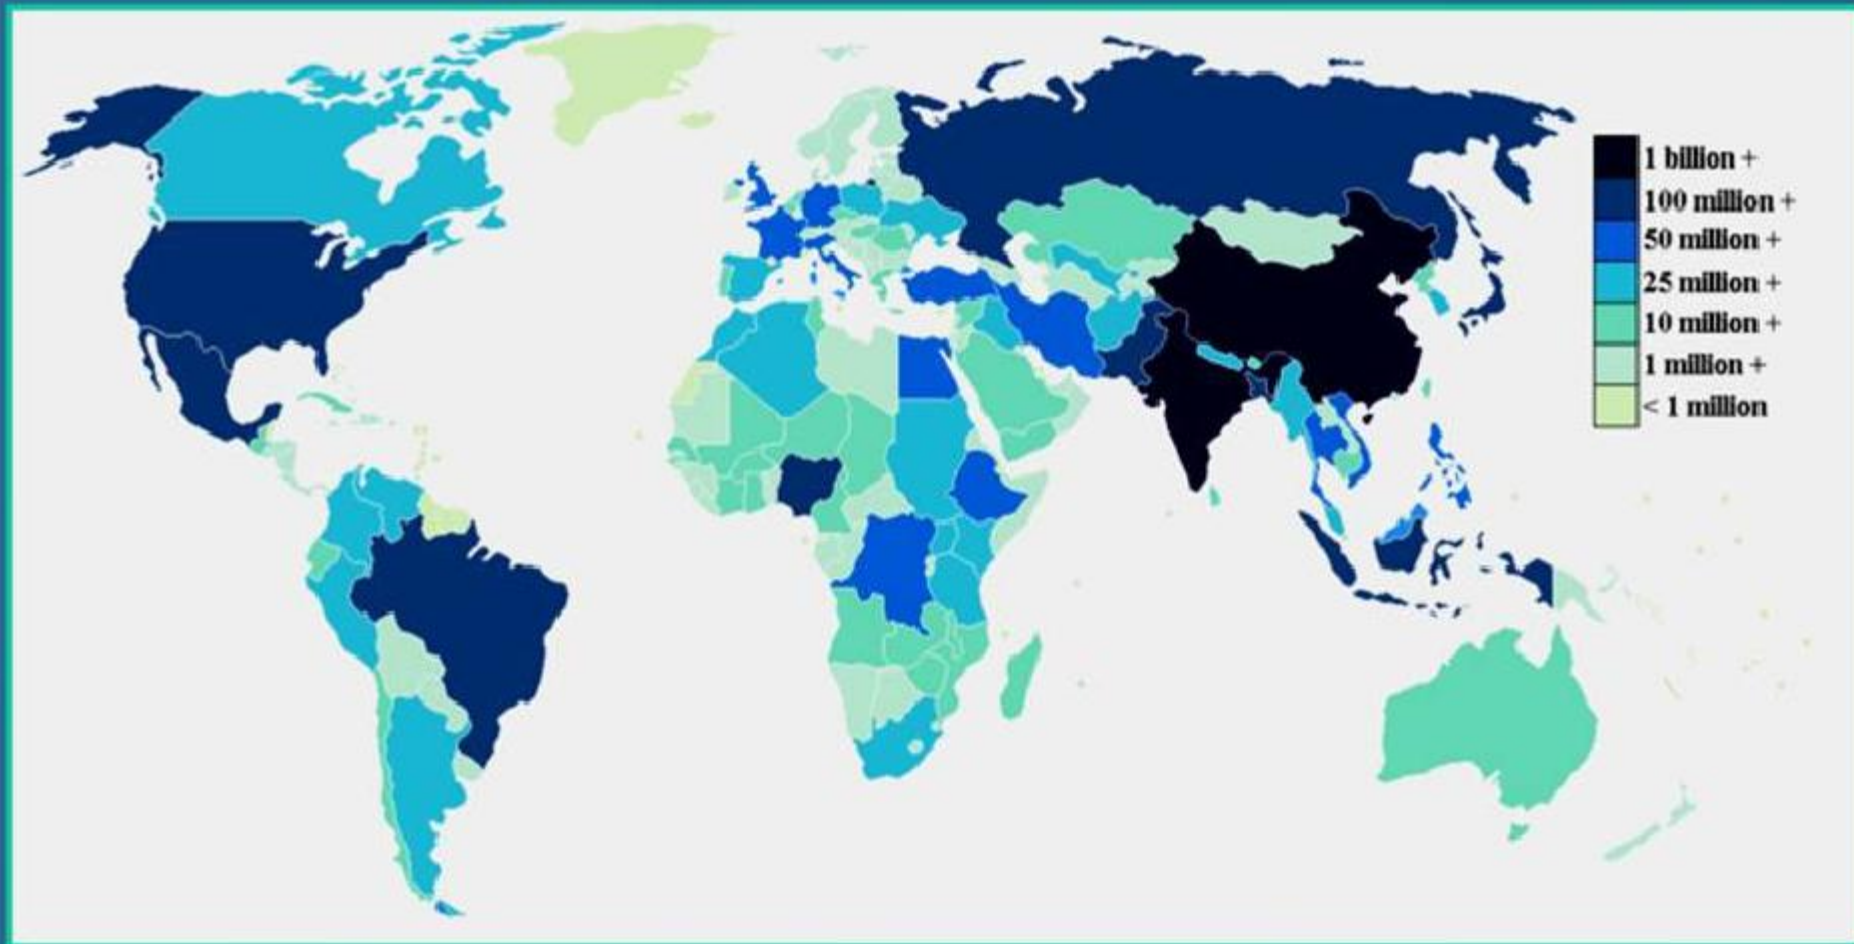 1 billion +
100 million +
50 million +
25 million +
10 million +
1 million +
< 1 million